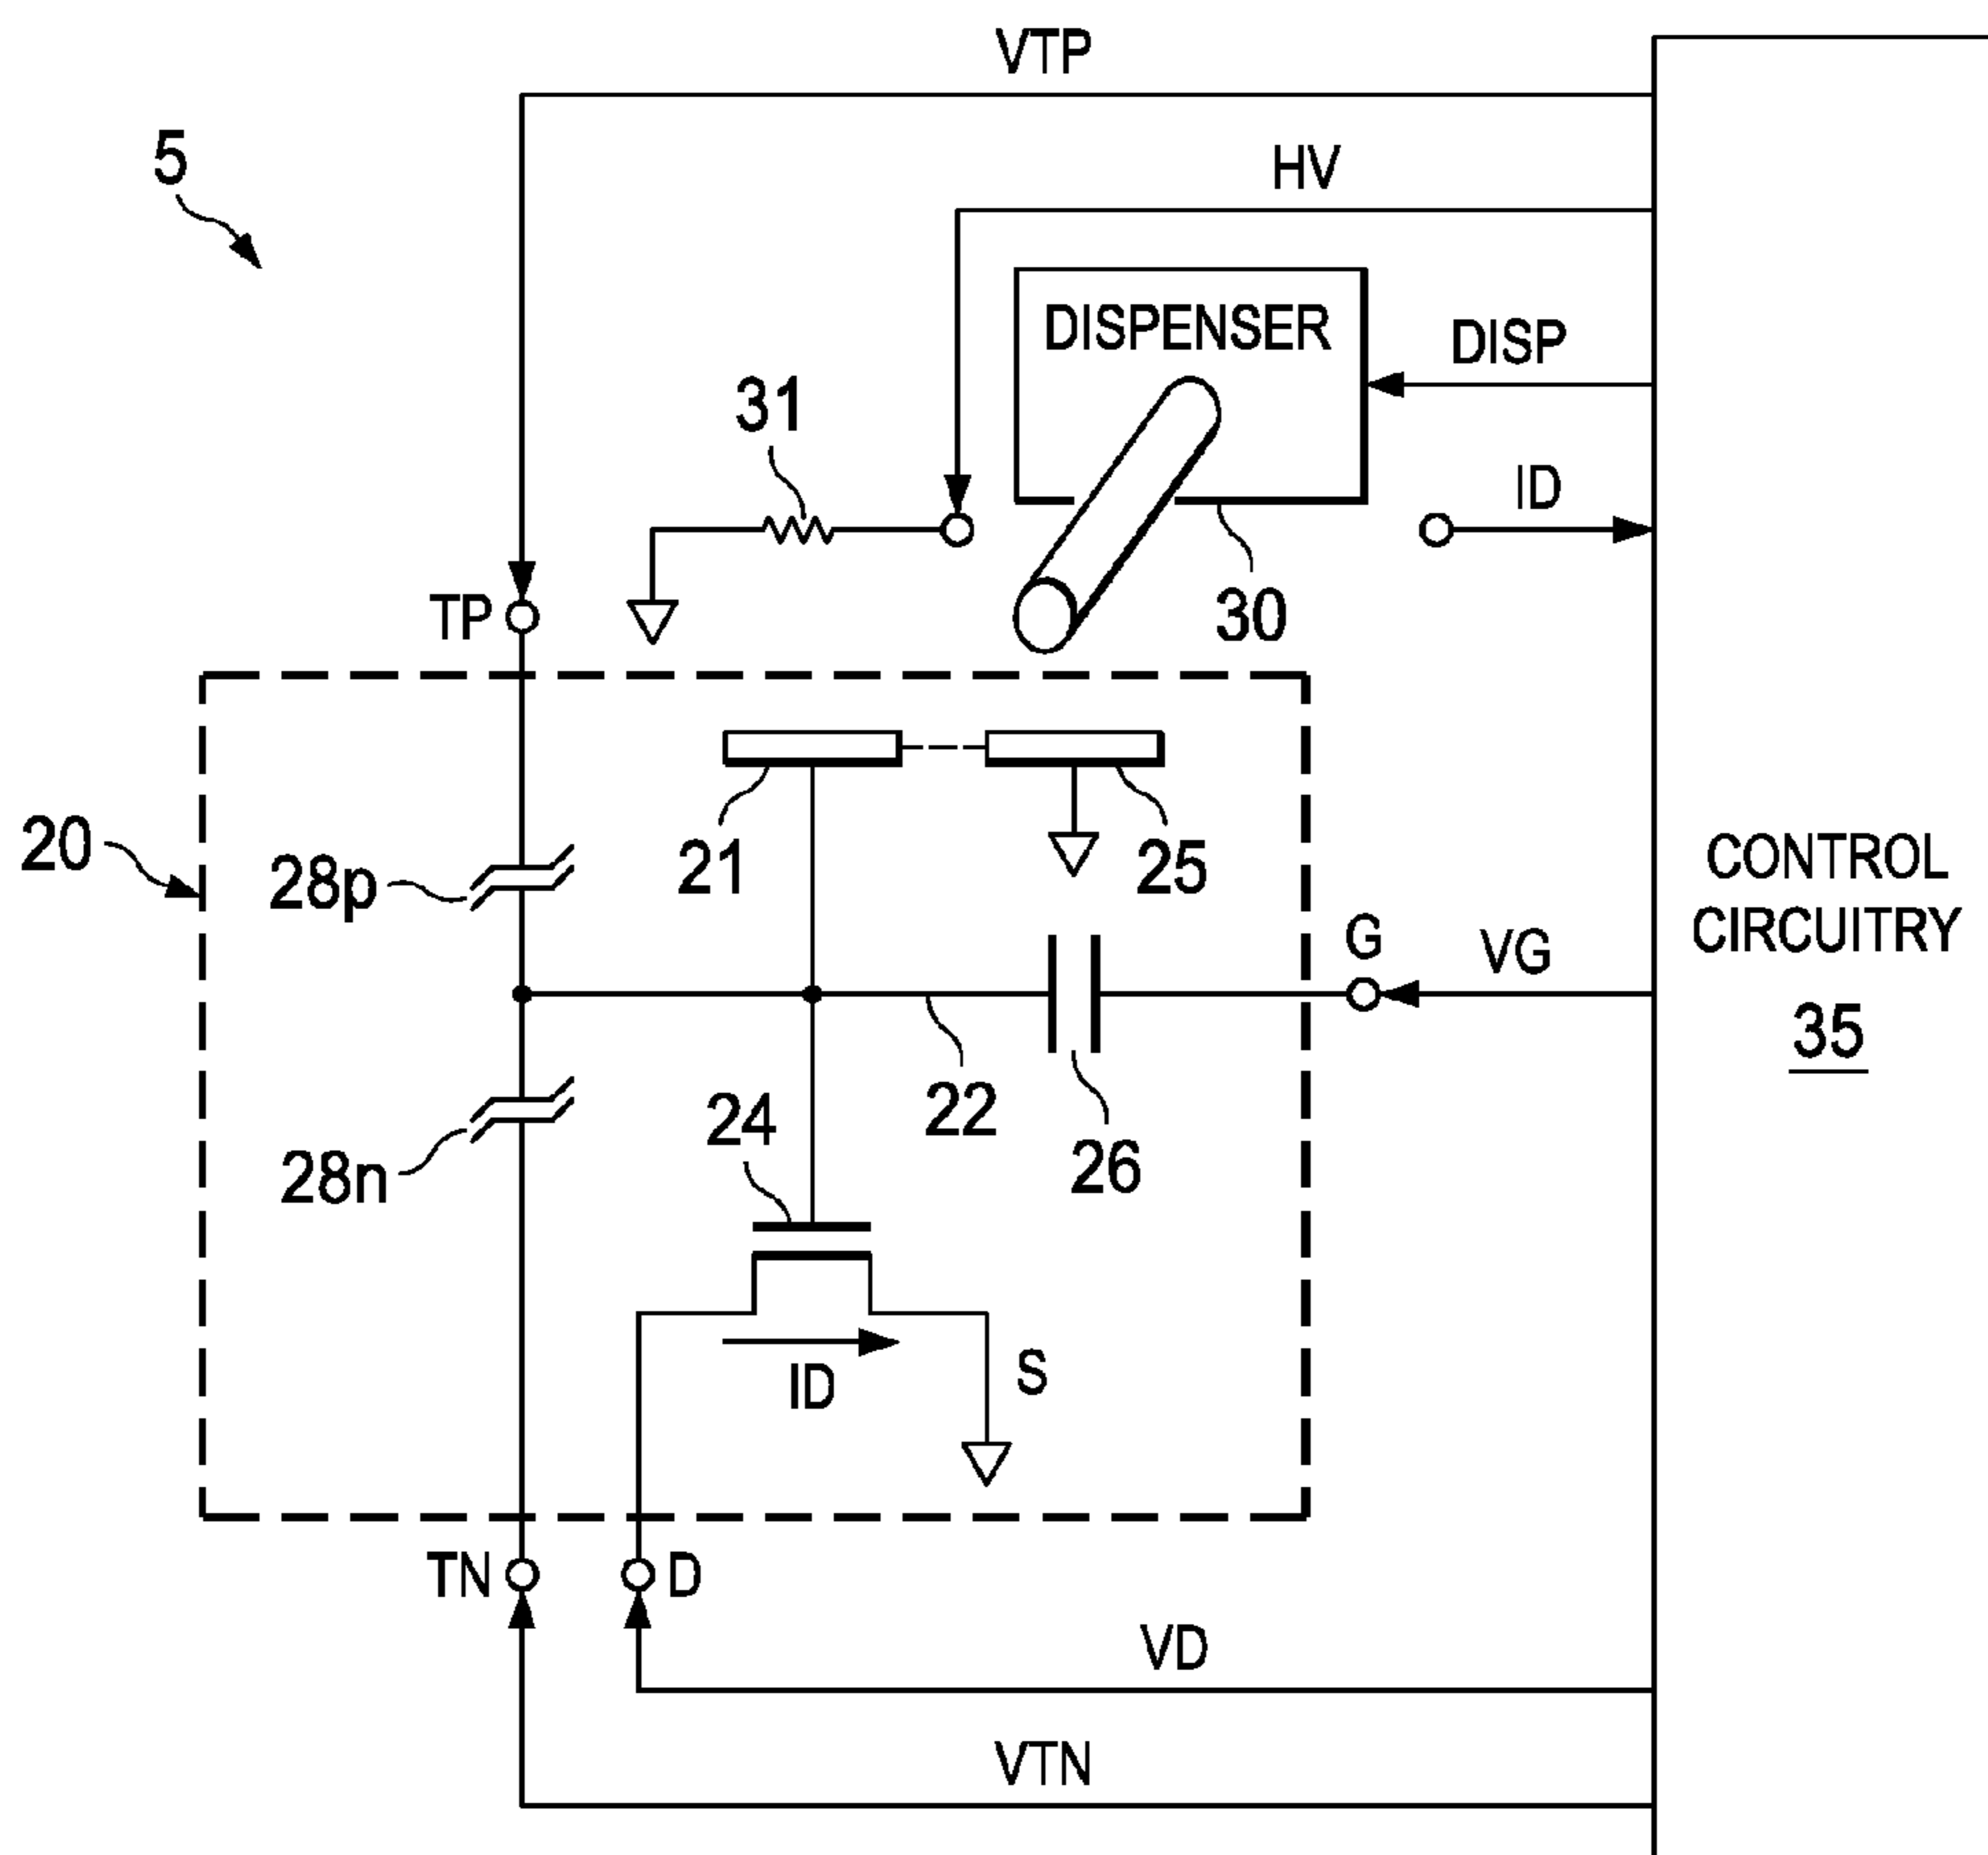 VTP
5
HV
DISPENSER
DISP
31
ID
TP
30
20
28p
21
25
CONTROL
CIRCUITRY
35
G
VG
22
24
26
28n
ID
S
TN
D
VD
VTN